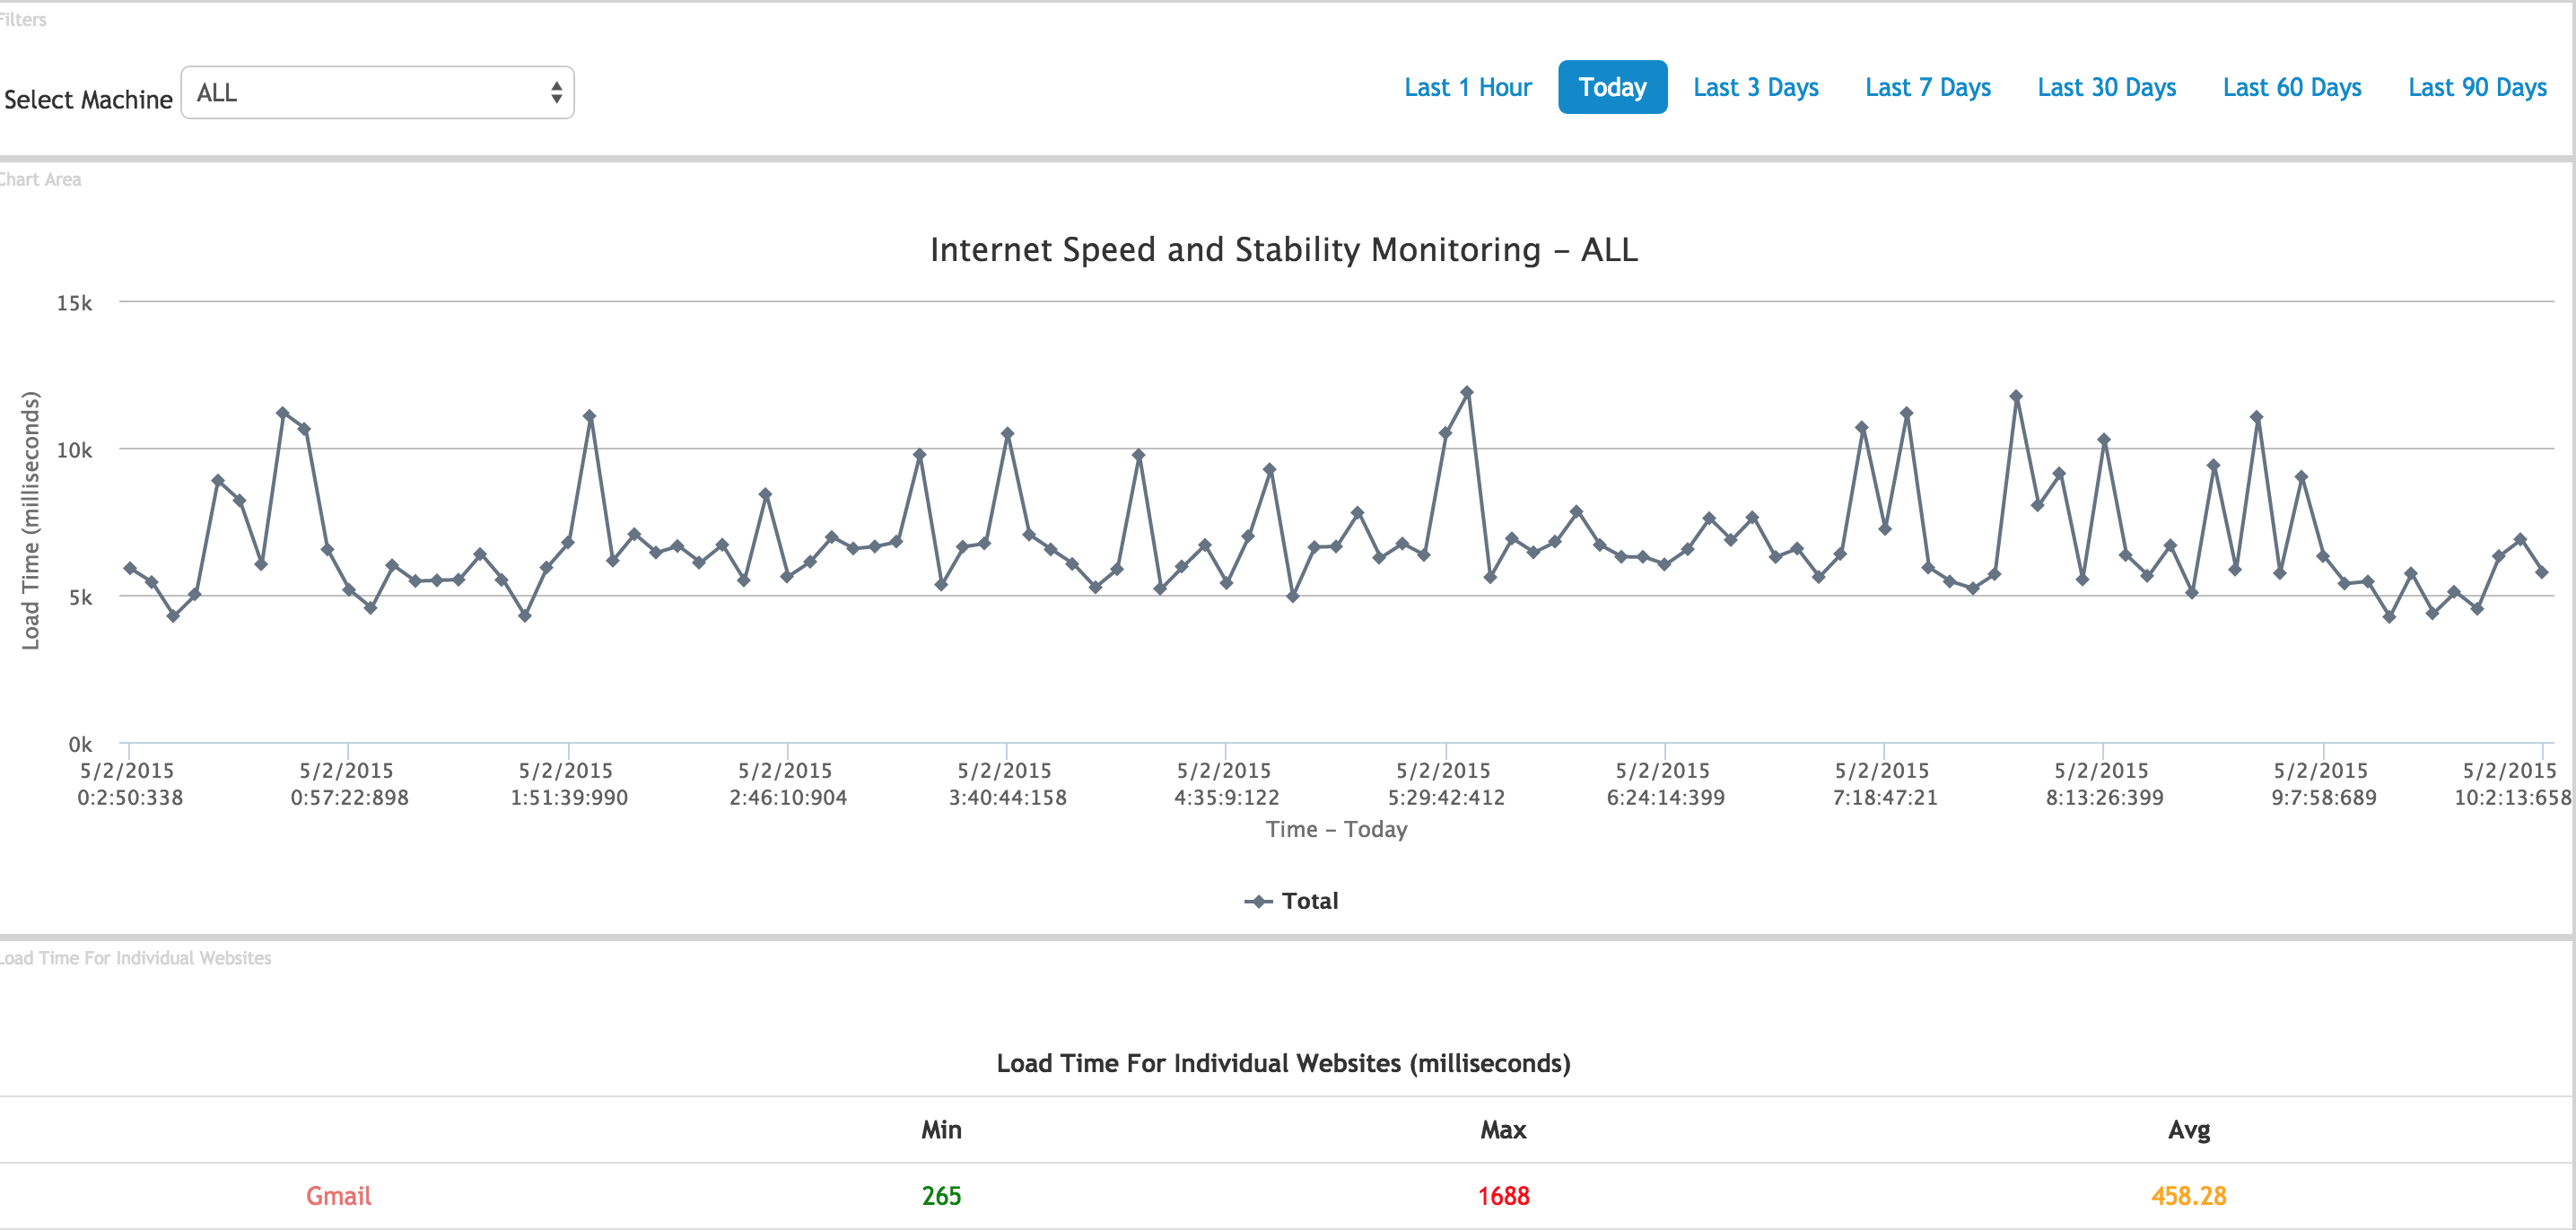 Filters
Select Machine ALL Last 1 Hour Today Last 3 Days Last 7 Days Last 30 Days Last 60 Days Last 90 Days
Chart Area
Internet Speed and Stability Monitoring – ALL
15k
10k
5k
0k
Load Time (milliseconds)
5/2/2015 5/2/2015 5/2/2015 5/2/2015 5/2/2015 5/2/2015 5/2/2015 5/2/2015 5/2/2015 5/2/2015 5/2/2015 5/2/2015
0:2:50:338 0:57:22:898 1:51:39:990 2:46:10:904 3:40:44:158 4:35:9:122 5:29:42:412 6:24:14:399 7:18:47:21 8:13:26:399 9:7:58:689 10:2:13:658
Time – Today
Total
Load Time For Individual Websites
Load Time For Individual Websites (milliseconds)
Min Max Avg
Gmail 265 1688 458.28